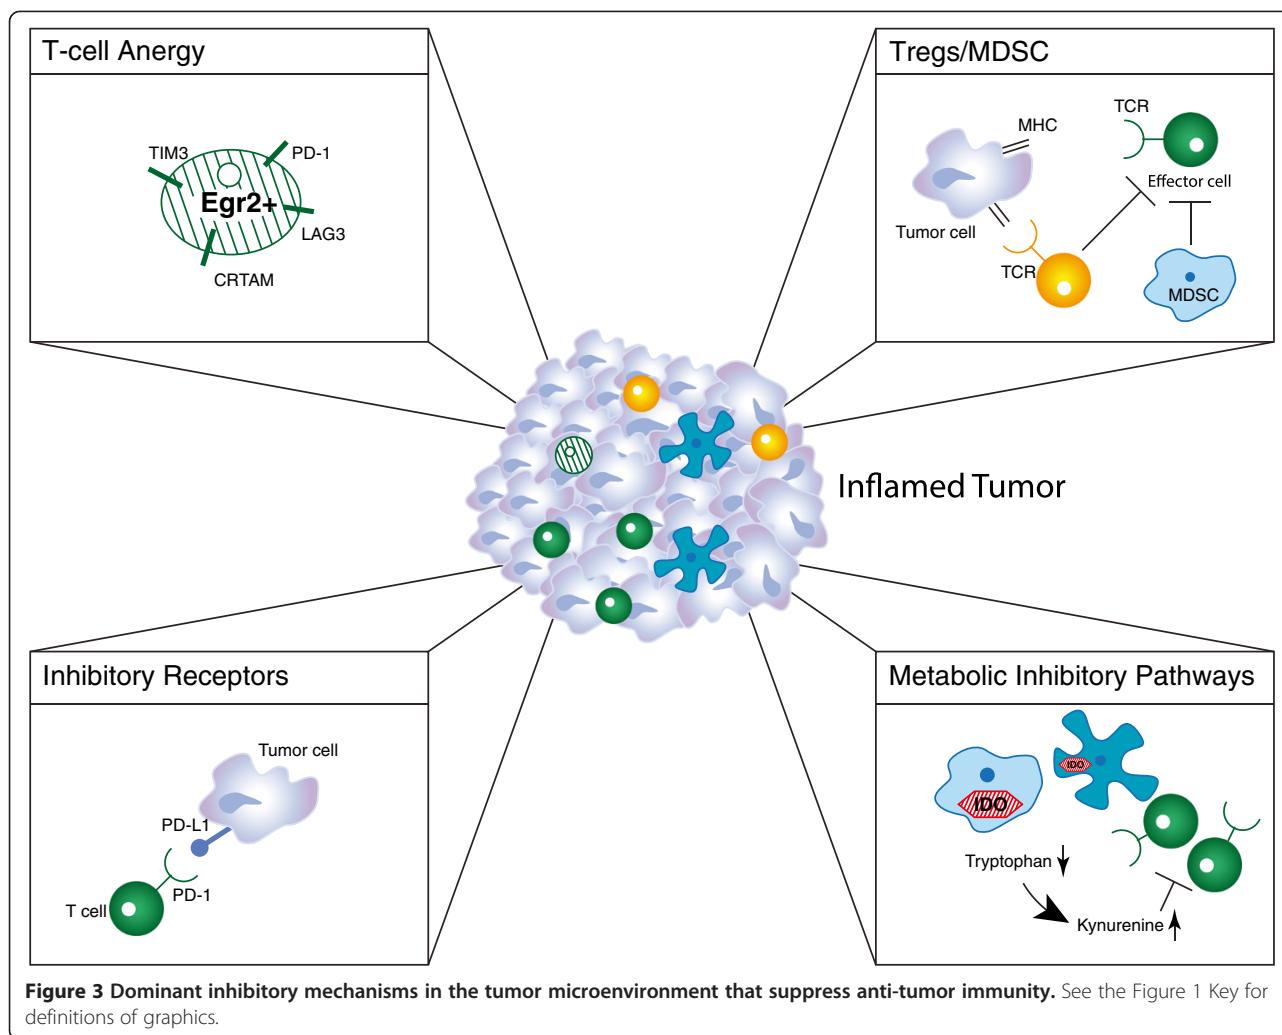 T-cell Anergy
TIM3
PD-1
Egr2+
LAG3
CRTAM
Tregs/MDSC
TCR
MHC
Effector cell
Tumor cell
TCR
MDSC
Inflamed Tumor
Inhibitory Receptors
Tumor cell
PD-L1
PD-1
T cell
Metabolic Inhibitory Pathways
IDO
IDO
Tryptophan
Kynurenine
Figure 3 Dominant inhibitory mechanisms in the tumor microenvironment that suppress anti-tumor immunity. See the Figure 1 Key for
definitions of graphics.